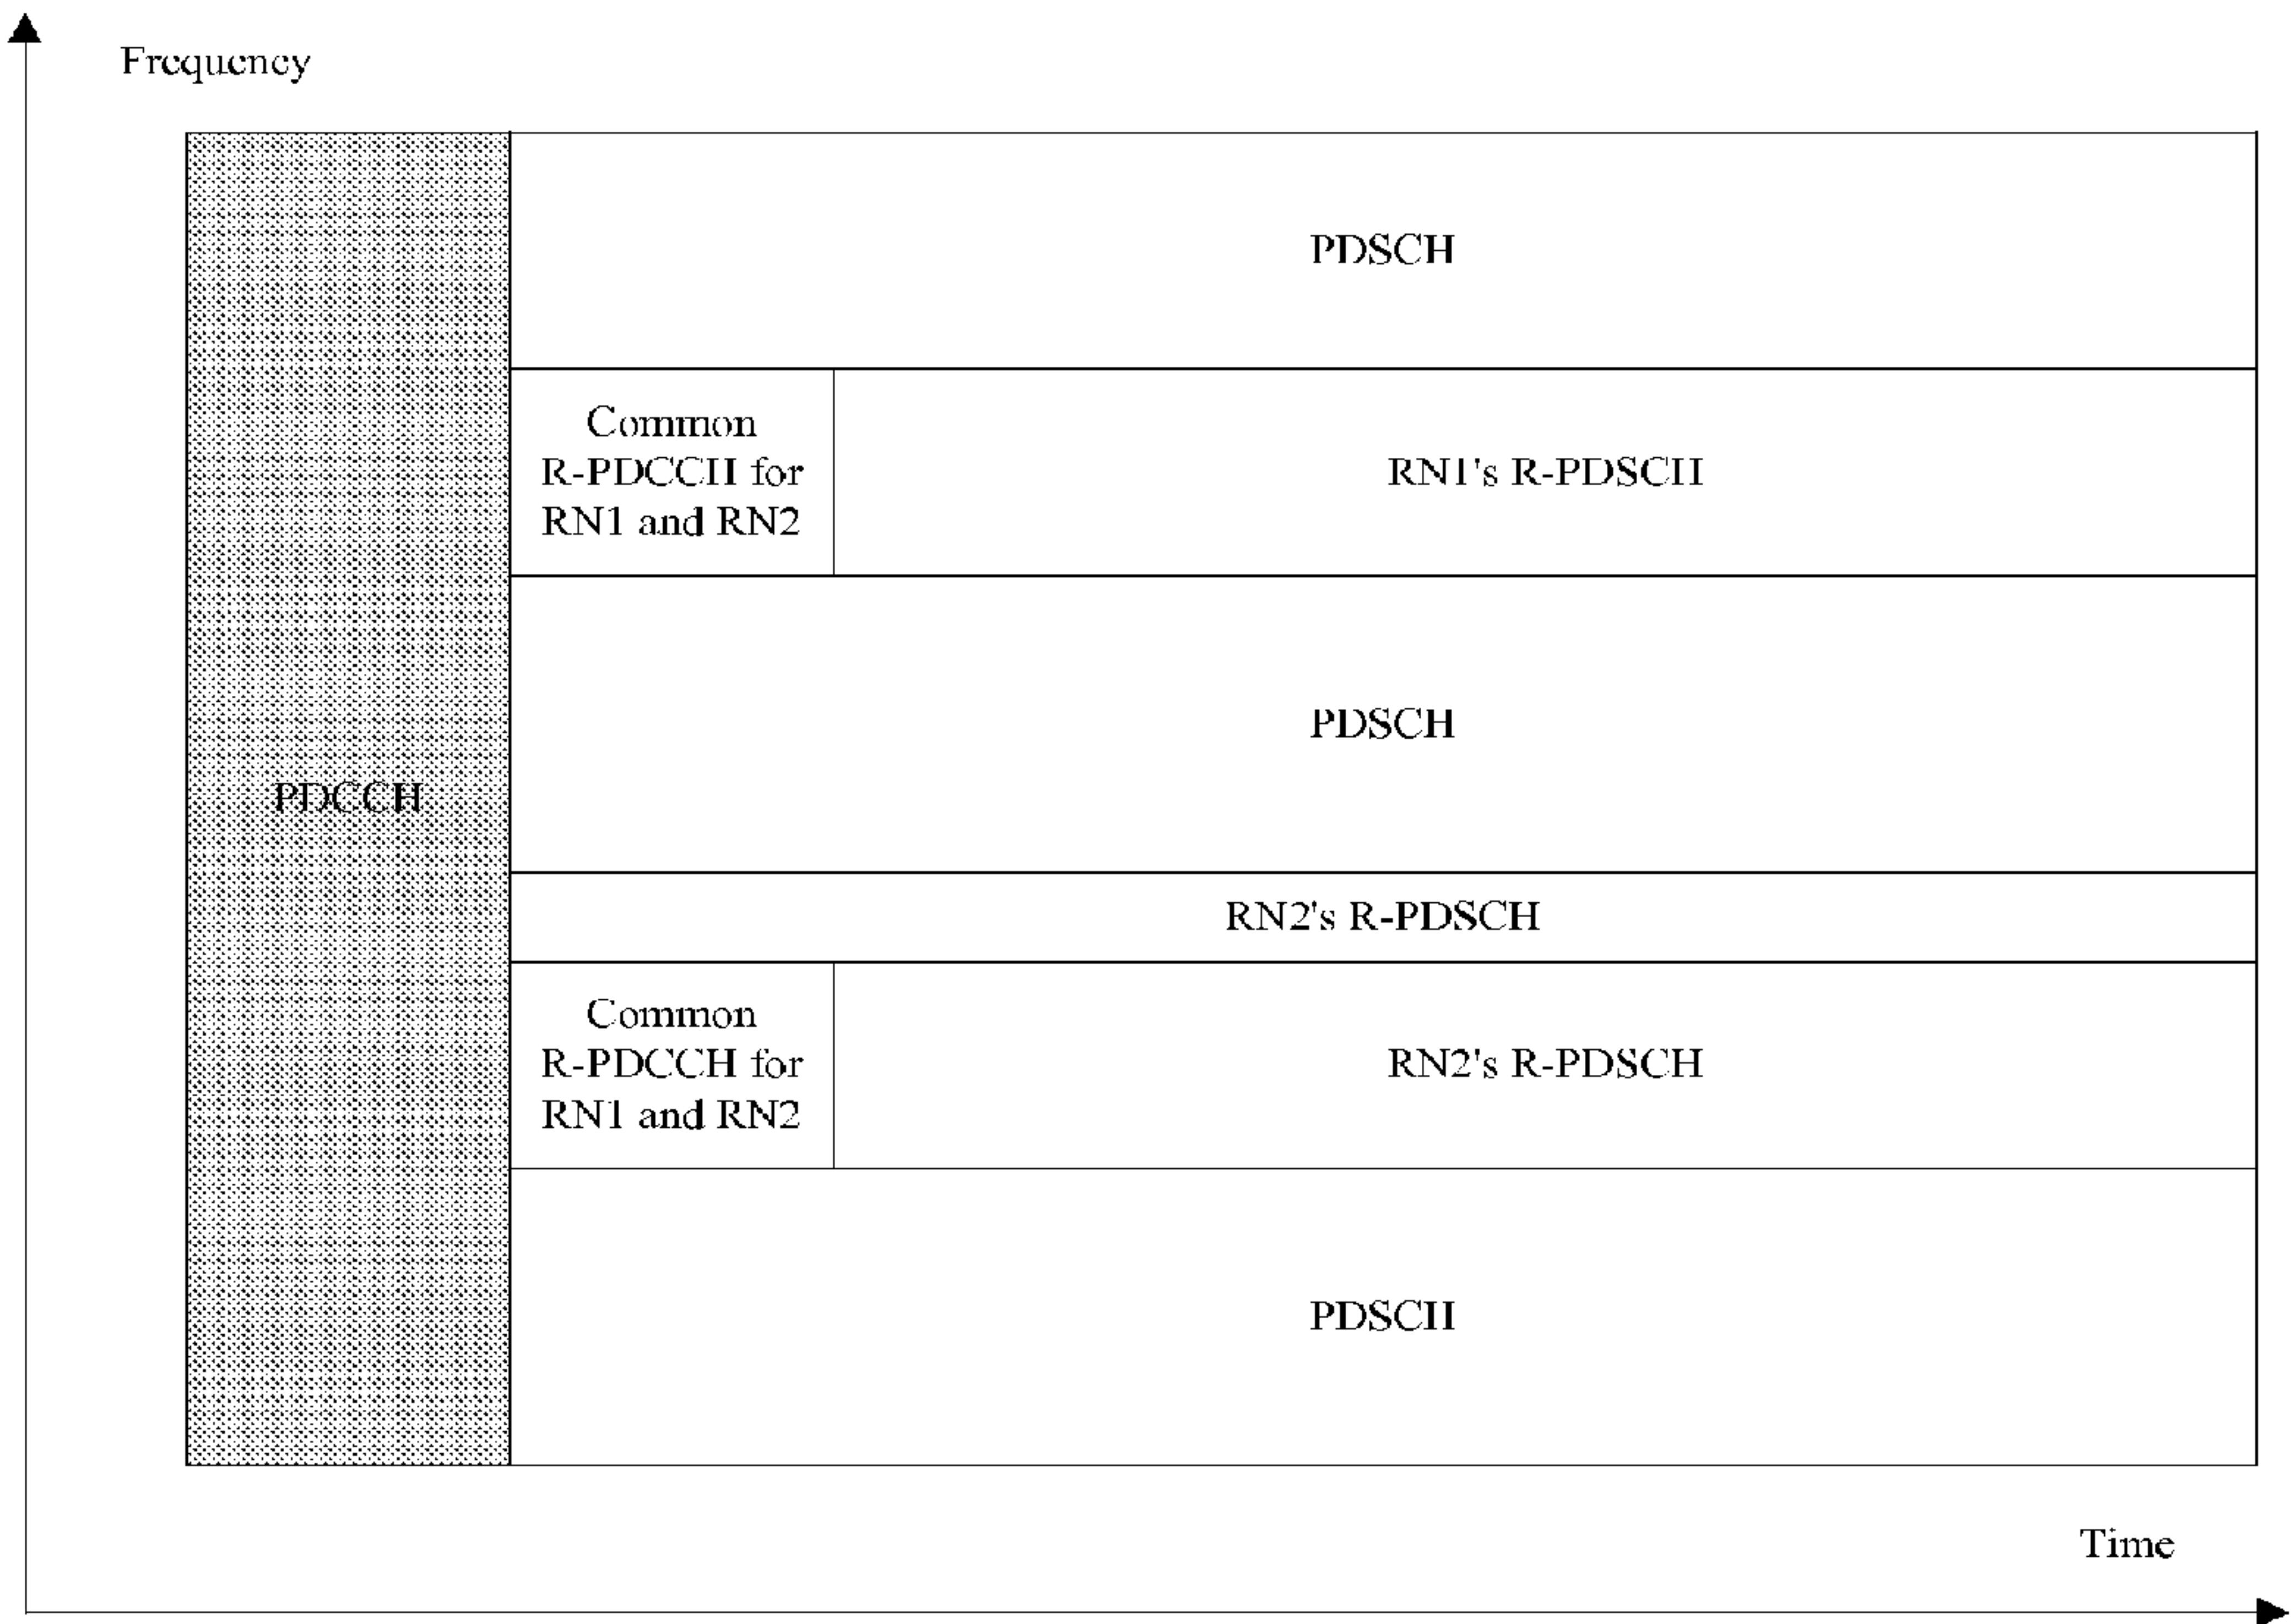 Frequency
PDSCH
Common
R-PDCCH for
RN1 and RN2
RN1's R-PDSCH
PDSCH
PDCCH
RN2's R-PDSCH
Common
R-PDCCH for
RN1 and RN2
RN2's R-PDSCH
PDSCH
Time